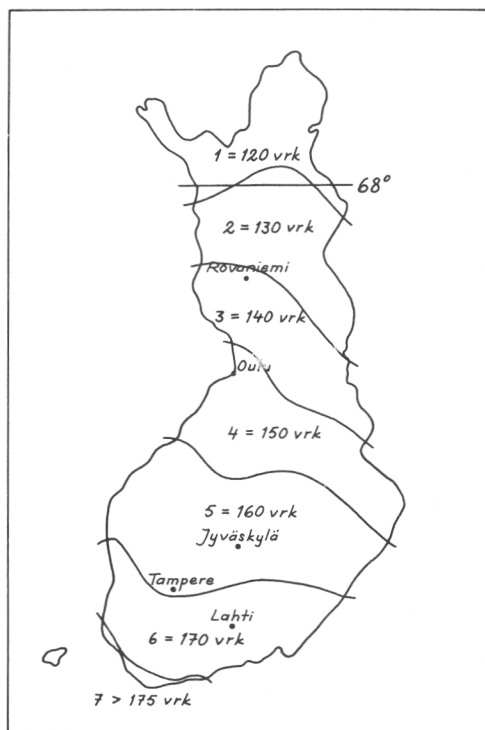 1 = 120 vrk
68°
2 = 130 vrk
Rovaniemi
3 = 140 vrk
Oulu
4 = 150 vrk
5 = 160 vrk
Jyväskylä
Tampere
Lahti
6 = 170 vrk
7 > 175 vrk